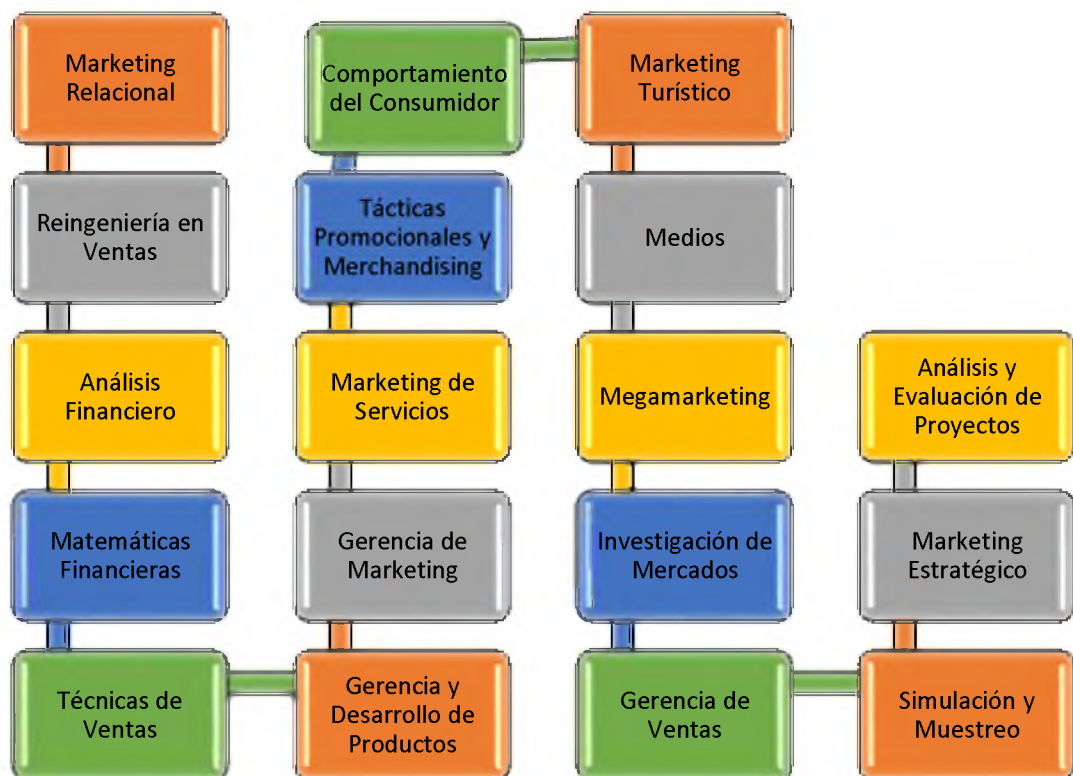 Marketing
Relacional
Reingeniería en
Ventas
Análisis
Financiero
Matemáticas
Financieras
Técnicas de
Ventas
Gerencia y
Desarrollo de
Productos
Gerencia de
Marketing
Marketing de
Servicios
Tácticas
Promocionales y
Merchandising
Comportamiento
del Consumidor
Marketing
Turístico
Medios
Megamarketing
Investigación de
Mercados
Gerencia de
Ventas
Simulación y
Muestreo
Marketing
Estratégico
Análisis y
Evaluación de
Proyectos